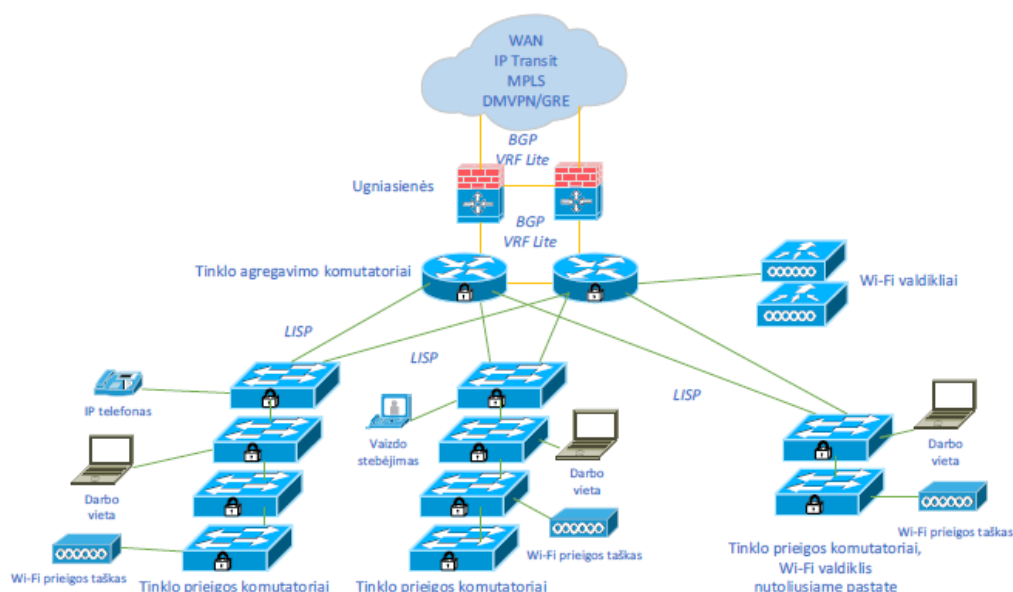 WAN
IP Transit
MPLS
DMVPN/GRE
BGP
VRF Lite
Ugniasienės
BGP
VRF Lite
Tinklo agregavimo komutatoriai
Wi-Fi valdikliai
LISP
LISP
LISP
IP telefonas
Vaizdo
stebėjimas
Darbo
vieta
Darbo
vieta
Darbo
vieta
Wi-Fi prieigos taškas
Wi-Fi prieigos taškas
Wi-Fi prieigos taškas
Tinklo prieigos komutatoriai
Tinklo prieigos komutatoriai
Tinklo prieigos komutatoriai,
Wi-Fi valdiklis
nutoliusiame pastate